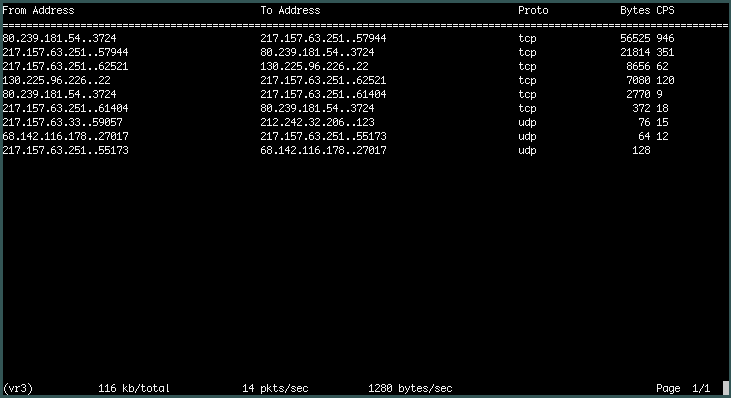 From Address To Address Proto Bytes CPS
================================================================================
80.239.181.54..3724 217.157.63.251..57944 tcp 56525 946
217.157.63.251..57944 80.239.181.54..3724 tcp 21814 351
217.157.63.251..62521 130.225.96.226..22 tcp 8656 62
130.225.96.226..22 217.157.63.251..62521 tcp 7080 120
80.239.181.54..3724 217.157.63.251..61404 tcp 2770 9
217.157.63.251..61404 80.239.181.54..3724 tcp 372 18
217.157.63.33..59057 212.242.32.206..123 udp 76 15
68.142.116.178..27017 217.157.63.251..55173 udp 64 12
217.157.63.251..55173 68.142.116.178..27017 udp 128
(vr3) 116 kb/total 14 pkts/sec 1280 bytes/sec Page 1/1